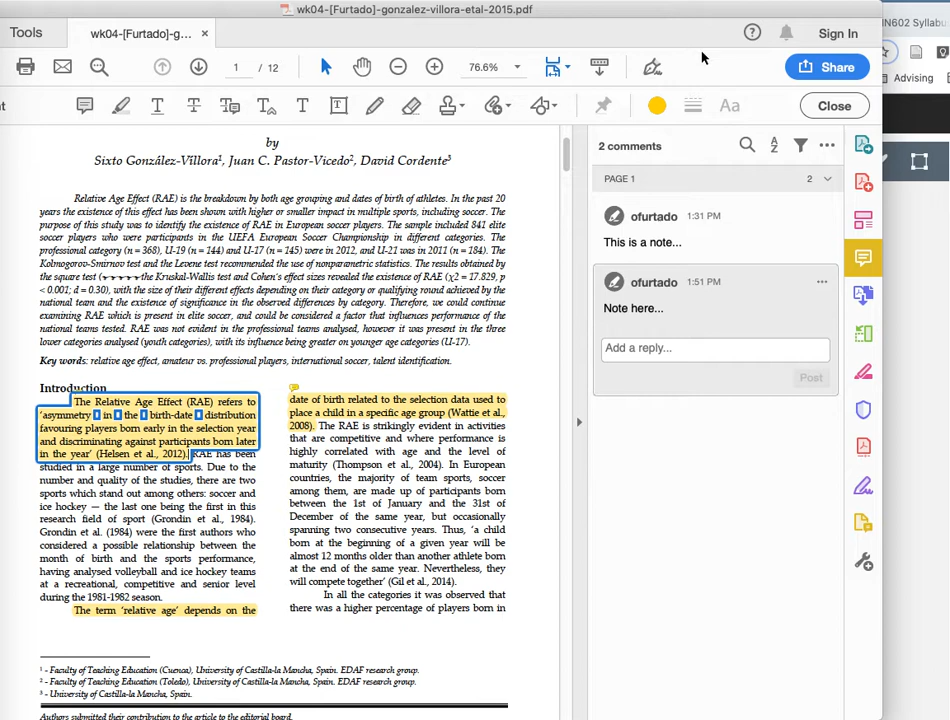 wk04-[Furtado]-gonzalez-villora-etal-2015.pdf
Tools
wk04-[Furtado]-g... ×
Sign In
IN602 Syllabu
1 / 12
76.6%
Share
Advising
Aa
Close
by
Sixto González-Víllora¹, Juan C. Pastor-Vicedo², David Cordente³
Relative Age Effect (RAE) is the breakdown by both age grouping and dates of birth of athletes. In the past 20
years the existence of this effect has been shown with higher or smaller impact in multiple sports, including soccer. The
purpose of this study was to identify the existence of RAE in European soccer players. The sample included 841 elite
soccer players who were participants in the UEFA European Soccer Championship in different categories. The
professional category (n = 368), U-19 (n = 144) and U-17 (n = 145) were in 2012, and U-21 was in 2011 (n = 184). The
Kolmogorov-Smirnov test and the Levene test recommended the use of nonparametric statistics. The results obtained by
the square test (the Kruskal-Wallis test and Cohen's effect sizes revealed the existence of RAE (χ2 = 17.829, p
< 0.001; d = 0.30), with the size of their different effects depending on their category or qualifying round achieved by the
national team and the existence of significance in the observed differences by category. Therefore, we could continue
examining RAE which is present in elite soccer, and could be considered a factor that influences performance of the
national teams tested. RAE was not evident in the professional teams analysed, however it was present in the three
lower categories analysed (youth categories), with its influence being greater on younger age categories (U-17).
Key words: relative age effect, amateur vs. professional players, international soccer, talent identification.
Introduction
The Relative Age Effect (RAE) refers to
'asymmetry in the birth-date distribution
favouring players born early in the selection year
and discriminating against participants born later
in the year' (Helsen et al., 2012). RAE has been
studied in a large number of sports. Due to the
number and quality of the studies, there are two
sports which stand out among others: soccer and
ice hockey — the last one being the first in this
research field of sport (Grondin et al., 1984).
Grondin et al. (1984) were the first authors who
considered a possible relationship between the
month of birth and the sports performance,
having analysed volleyball and ice hockey teams
at a recreational, competitive and senior level
during the 1981-1982 season.
The term 'relative age' depends on the
date of birth related to the selection data used to
place a child in a specific age group (Wattie et al.,
2008). The RAE is strikingly evident in activities
that are competitive and where performance is
highly correlated with age and the level of
maturity (Thompson et al., 2004). In European
countries, the majority of team sports, soccer
among them, are made up of participants born
between the 1st of January and the 31st of
December of the same year, but occasionally
spanning two consecutive years. Thus, 'a child
born at the beginning of a given year will be
almost 12 months older than another athlete born
at the end of the same year. Nevertheless, they
will compete together' (Gil et al., 2014).
In all the categories it was observed that
there was a higher percentage of players born in
¹ - Faculty of Teaching Education (Cuenca), University of Castilla-la Mancha, Spain. EDAF research group.
² - Faculty of Teaching Education (Toledo), University of Castilla-la Mancha, Spain. EDAF research group.
³ - University of Castilla-la Mancha, Spain.
Authors submitted their contribution to the article to the editorial board.
2 comments
PAGE 1
2
ofurtado 1:31 PM
This is a note...
ofurtado 1:51 PM
Note here...
Add a reply...
Post